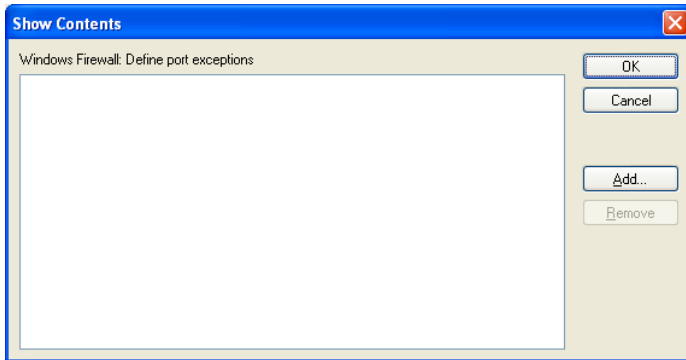 Show Contents
Windows Firewall: Define port exceptions
OK
Cancel
Add...
Remove